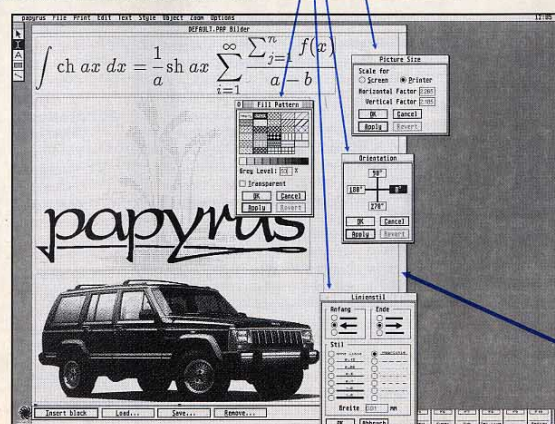 papyrus File Print Edit Text Style Object Zoom Options
12:05
DEFAULT.PAP Bilder
∫ ch ax dx = 1/a sh ax ∑ i=1 ∞ ∑ j=1 n f(x) / a − b
Picture Size
Scale for
Screen Printer
Horizontal Factor
Vertical Factor
OK Cancel
Apply Revert
Fill Pattern
Grey Level: %
Transparent
OK Cancel
Apply Revert
Orientation
90°
180° 0°
270°
OK Cancel
Apply Revert
papyrus
Linienstil
Anfang Ende
Stil
Breite mm
OK Abbruch
Insert block Load... Save... Remove...